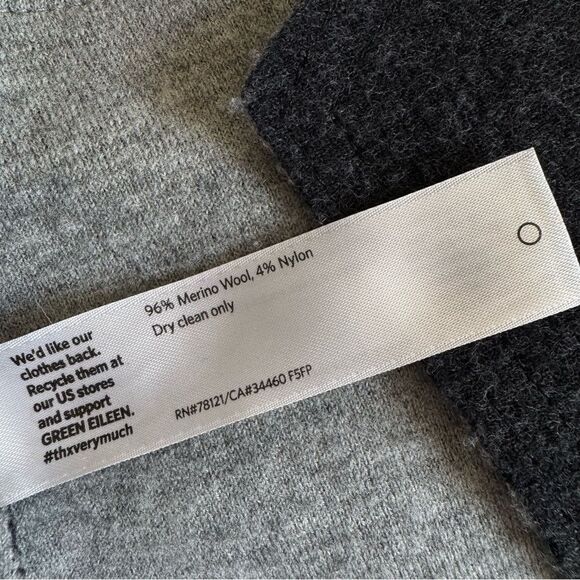 We'd like our
clothes back.
Recycle them at
our US stores
and support
GREEN EILEEN.
#thxverymuch
96% Merino Wool, 4% Nylon
Dry clean only
RN#78121/CA#34460 F5FP